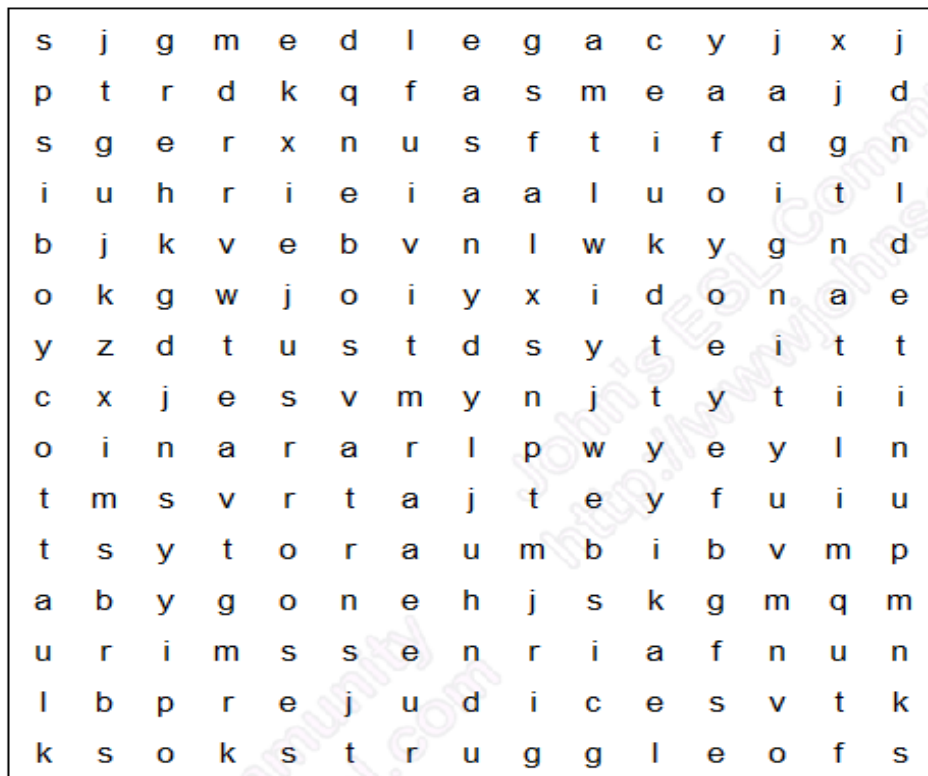 s j g m e d l e g a c y j x j
p t r d k q f a s m e a a j d
s g e r x n u s f t i f d g n
i u h r i e i a a l u o i t l
b j k v e b v n l w k y g n d
o k g w j o i y x i d o n a e
y z d t u s t d s y t e i t t
c x j e s v m y n j t y t i i
o i n a r a r l p w y e y l n
t m s v r t a j t e y f u i u
t s y t o r a u m b i b v m p
a b y g o n e h j s k g m q m
u r i m s s e n r i a f n u n
l b p r e j u d i c e s v t k
k s o k s t r u g g l e o f s